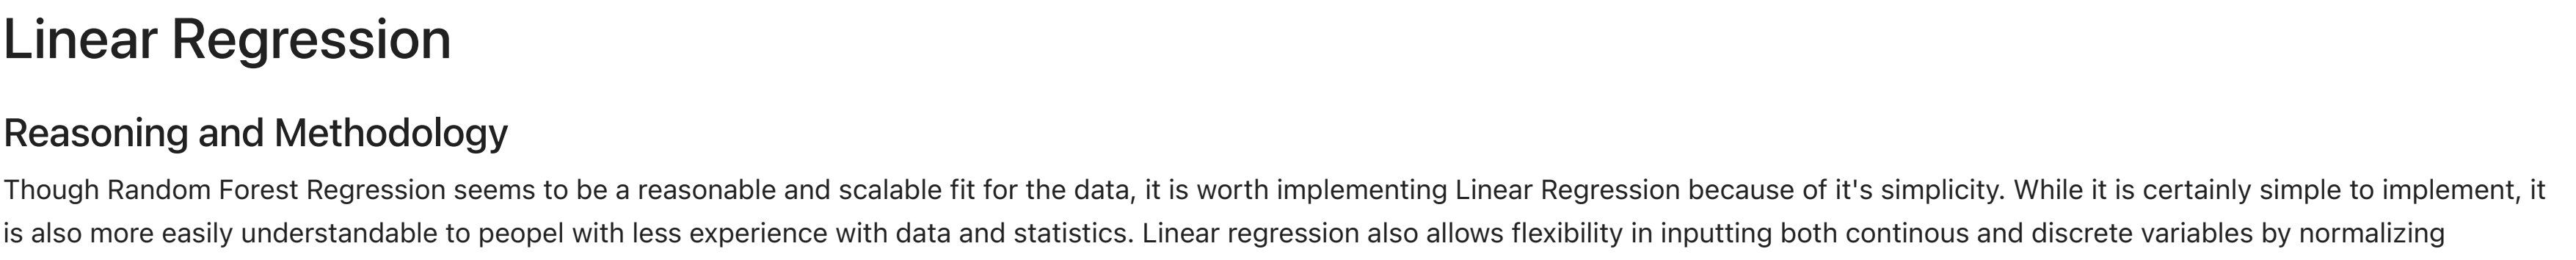 Linear Regression
Reasoning and Methodology
Though Random Forest Regression seems to be a reasonable and scalable fit for the data, it is worth implementing Linear Regression because of it's simplicity. While it is certainly simple to implement, it
is also more easily understandable to peopel with less experience with data and statistics. Linear regression also allows flexibility in inputting both continous and discrete variables by normalizing